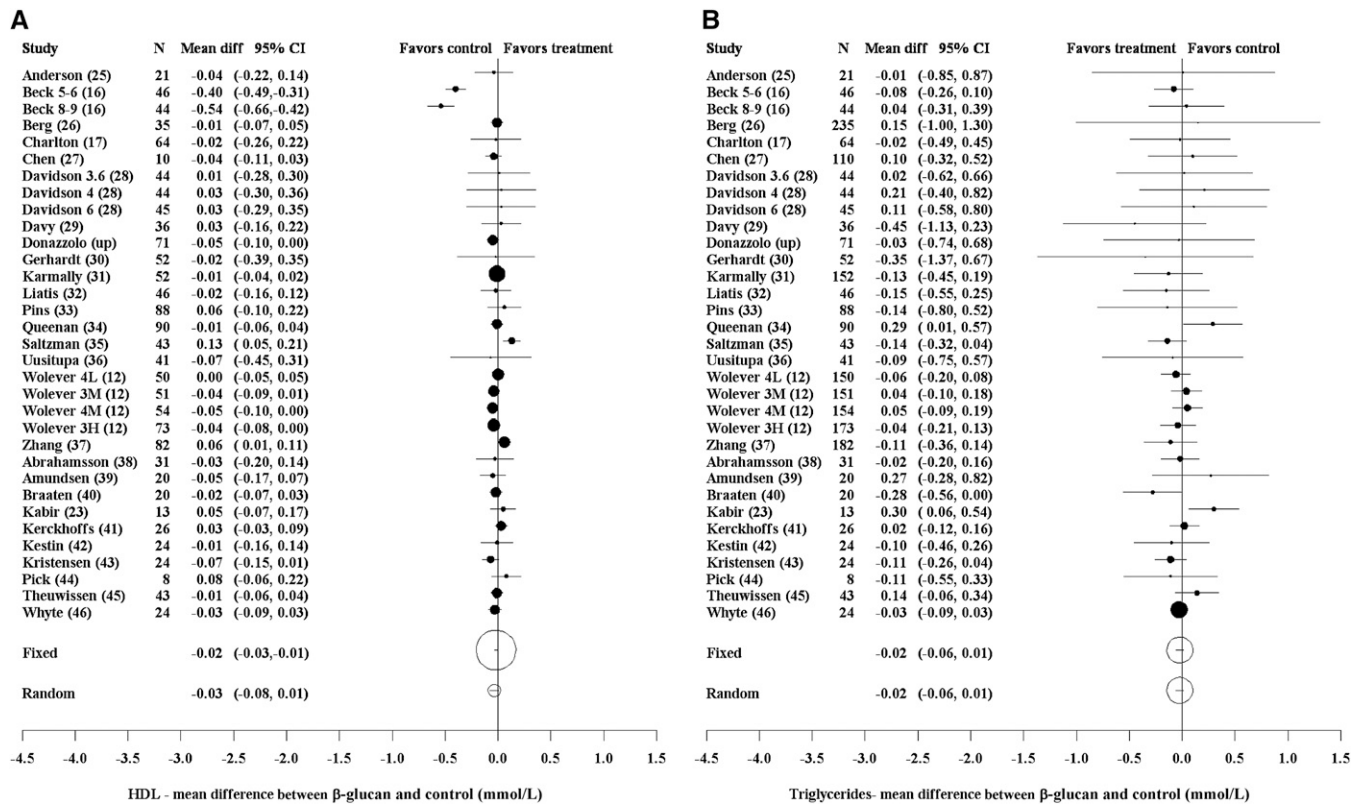 A
Study N Mean diff 95% CI Favors control Favors treatment
Anderson (25) 21 -0.04 (-0.22, 0.14)
Beck 5-6 (16) 46 -0.40 (-0.49,-0.31)
Beck 8-9 (16) 44 -0.54 (-0.66,-0.42)
Berg (26) 35 -0.01 (-0.07, 0.05)
Charlton (17) 64 -0.02 (-0.26, 0.22)
Chen (27) 10 -0.04 (-0.11, 0.03)
Davidson 3.6 (28) 44 0.01 (-0.28, 0.30)
Davidson 4 (28) 44 0.03 (-0.30, 0.36)
Davidson 6 (28) 45 0.03 (-0.29, 0.35)
Davy (29) 36 0.03 (-0.16, 0.22)
Donazzolo (up) 71 -0.05 (-0.10, 0.00)
Gerhardt (30) 52 -0.02 (-0.39, 0.35)
Karmally (31) 52 -0.01 (-0.04, 0.02)
Liatis (32) 46 -0.02 (-0.16, 0.12)
Pins (33) 88 0.06 (-0.10, 0.22)
Queenan (34) 90 -0.01 (-0.06, 0.04)
Saltzman (35) 43 0.13 (0.05, 0.21)
Uusitupa (36) 41 -0.07 (-0.45, 0.31)
Wolever 4L (12) 50 0.00 (-0.05, 0.05)
Wolever 3M (12) 51 -0.04 (-0.09, 0.01)
Wolever 4M (12) 54 -0.05 (-0.10, 0.00)
Wolever 3H (12) 73 -0.04 (-0.08, 0.00)
Zhang (37) 82 0.06 (0.01, 0.11)
Abrahamsson (38) 31 -0.03 (-0.20, 0.14)
Amundsen (39) 20 -0.05 (-0.17, 0.07)
Braaten (40) 20 -0.02 (-0.07, 0.03)
Kabir (23) 13 0.05 (-0.07, 0.17)
Kerckhoffs (41) 26 0.03 (-0.03, 0.09)
Kestin (42) 24 -0.01 (-0.16, 0.14)
Kristensen (43) 24 -0.07 (-0.15, 0.01)
Pick (44) 8 0.08 (-0.06, 0.22)
Theuwissen (45) 43 -0.01 (-0.06, 0.04)
Whyte (46) 24 -0.03 (-0.09, 0.03)
Fixed -0.02 (-0.03,-0.01)
Random -0.03 (-0.08, 0.01)
-4.5 -4.0 -3.0 -2.5 -2.0 -1.0 -0.5 0.0 0.5 1.0 1.5
HDL - mean difference between β-glucan and control (mmol/L)
B
Study N Mean diff 95% CI Favors treatment Favors control
Anderson (25) 21 -0.01 (-0.85, 0.87)
Beck 5-6 (16) 46 -0.08 (-0.26, 0.10)
Beck 8-9 (16) 44 0.04 (-0.31, 0.39)
Berg (26) 235 0.15 (-1.00, 1.30)
Charlton (17) 64 -0.02 (-0.49, 0.45)
Chen (27) 110 0.10 (-0.32, 0.52)
Davidson 3.6 (28) 44 0.02 (-0.62, 0.66)
Davidson 4 (28) 44 0.21 (-0.40, 0.82)
Davidson 6 (28) 45 0.11 (-0.58, 0.80)
Davy (29) 36 -0.45 (-1.13, 0.23)
Donazzolo (up) 71 -0.03 (-0.74, 0.68)
Gerhardt (30) 52 -0.35 (-1.37, 0.67)
Karmally (31) 152 -0.13 (-0.45, 0.19)
Liatis (32) 46 -0.15 (-0.55, 0.25)
Pins (33) 88 -0.14 (-0.80, 0.52)
Queenan (34) 90 0.29 (0.01, 0.57)
Saltzman (35) 43 -0.14 (-0.32, 0.04)
Uusitupa (36) 41 -0.09 (-0.75, 0.57)
Wolever 4L (12) 150 -0.06 (-0.20, 0.08)
Wolever 3M (12) 151 0.04 (-0.10, 0.18)
Wolever 4M (12) 154 0.05 (-0.09, 0.19)
Wolever 3H (12) 173 -0.04 (-0.21, 0.13)
Zhang (37) 182 -0.11 (-0.36, 0.14)
Abrahamsson (38) 31 -0.02 (-0.20, 0.16)
Amundsen (39) 20 0.27 (-0.28, 0.82)
Braaten (40) 20 -0.28 (-0.56, 0.00)
Kabir (23) 13 0.30 (0.06, 0.54)
Kerckhoffs (41) 26 0.02 (-0.12, 0.16)
Kestin (42) 24 -0.10 (-0.46, 0.26)
Kristensen (43) 24 -0.11 (-0.26, 0.04)
Pick (44) 8 -0.11 (-0.55, 0.33)
Theuwissen (45) 43 0.14 (-0.06, 0.34)
Whyte (46) 24 -0.03 (-0.09, 0.03)
Fixed -0.02 (-0.06, 0.01)
Random -0.02 (-0.06, 0.01)
-4.5 -4.0 -3.0 -2.5 -2.0 -1.0 -0.5 0.0 0.5 1.0 1.5
Triglycerides- mean difference between β-glucan and control (mmol/L)